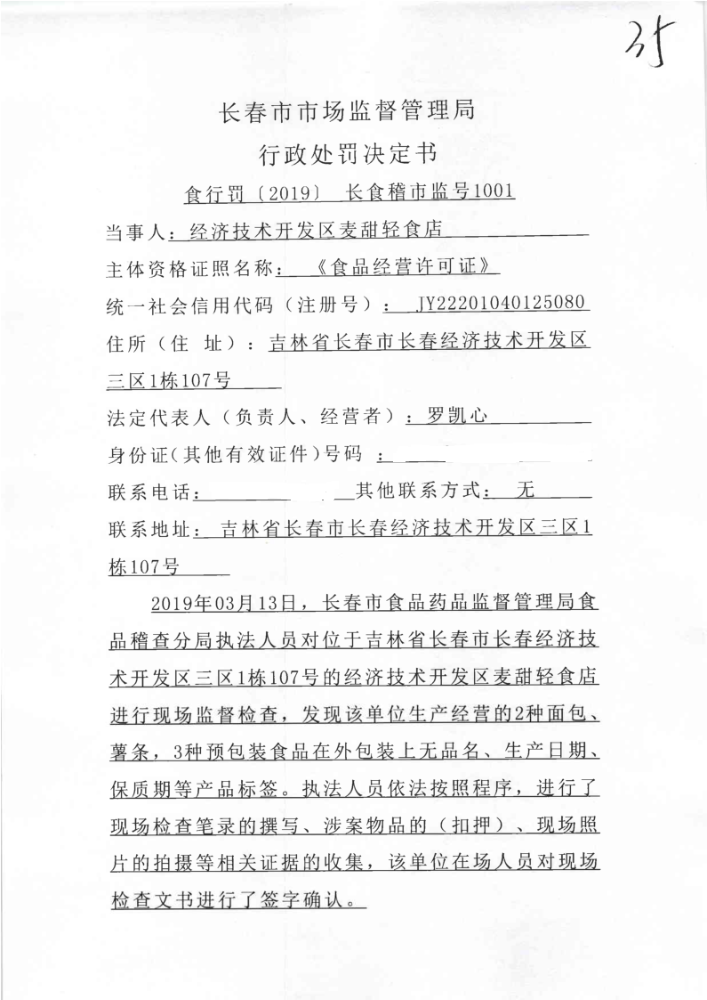 35
长春市市场监督管理局
行政处罚决定书
食行罚〔2019〕 长食稽市监号1001
当事人：经济技术开发区麦甜轻食店
主体资格证照名称：《食品经营许可证》
统一社会信用代码（注册号）：JY22201040125080
住所（住 址）：吉林省长春市长春经济技术开发区
三区1栋107号
法定代表人（负责人、经营者）：罗凯心
身份证（其他有效证件）号码 ：
联系电话： 其他联系方式： 无
联系地址：吉林省长春市长春经济技术开发区三区1
栋107号
2019年03月13日，长春市食品药品监督管理局食
品稽查分局执法人员对位于吉林省长春市长春经济技
术开发区三区1栋107号的经济技术开发区麦甜轻食店
进行现场监督检查，发现该单位生产经营的2种面包、
薯条，3种预包装食品在外包装上无品名、生产日期、
保质期等产品标签。执法人员依法按照程序，进行了
现场检查笔录的撰写、涉案物品的（扣押）、现场照
片的拍摄等相关证据的收集，该单位在场人员对现场
检查文书进行了签字确认。